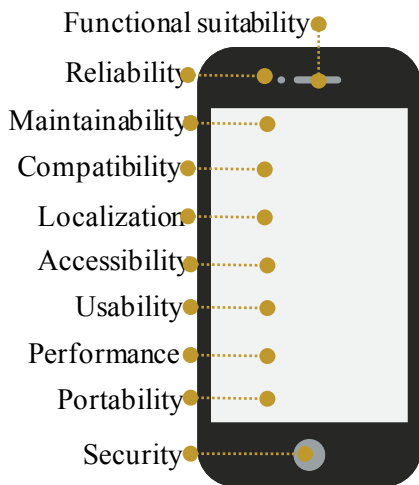 Functional suitability
Reliability
Maintainability
Compatibility
Localization
Accessibility
Usability
Performance
Portability
Security